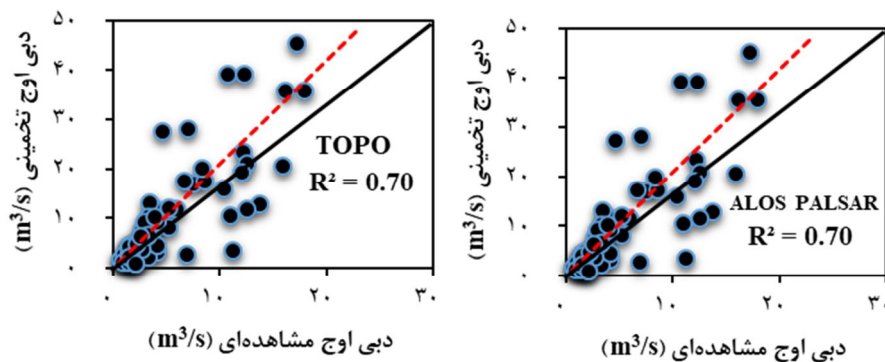 دبی اوج تخمینی (m³/s)
۵۰
۴۰
۳۰
۲۰
۱۰
۰
TOPO
R² = 0.70
۰ ۱۰ ۲۰ ۳۰
دبی اوج مشاهده‌ای (m³/s)
دبی اوج تخمینی (m³/s)
۵۰
۴۰
۳۰
۲۰
۱۰
۰
ALOS PALSAR
R² = 0.70
۰ ۱۰ ۲۰ ۳۰
دبی اوج مشاهده‌ای (m³/s)